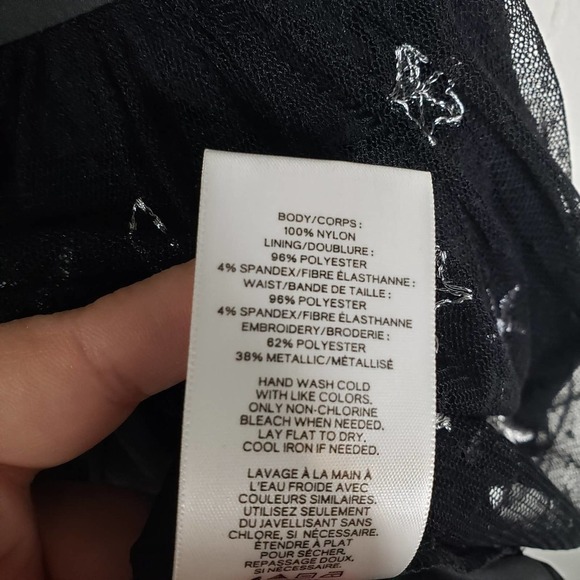 BODY/CORPS :
100% NYLON
LINING/DOUBLURE :
96% POLYESTER
4% SPANDEX/FIBRE ÉLASTHANNE :
WAIST/BANDE DE TAILLE :
96% POLYESTER
4% SPANDEX/FIBRE ÉLASTHANNE
EMBROIDERY/BRODERIE :
62% POLYESTER
38% METALLIC/MÉTALLISÉ
HAND WASH COLD
WITH LIKE COLORS.
ONLY NON-CHLORINE
BLEACH WHEN NEEDED.
LAY FLAT TO DRY.
COOL IRON IF NEEDED.
LAVAGE À LA MAIN À
L'EAU FROIDE AVEC
COULEURS SIMILAIRES.
UTILISEZ SEULEMENT
DU JAVELLISANT SANS
CHLORE, SI NÉCESSAIRE.
ÉTENDRE À PLAT
POUR SÉCHER.
REPASSAGE DOUX,
SI NÉCESSAIRE.